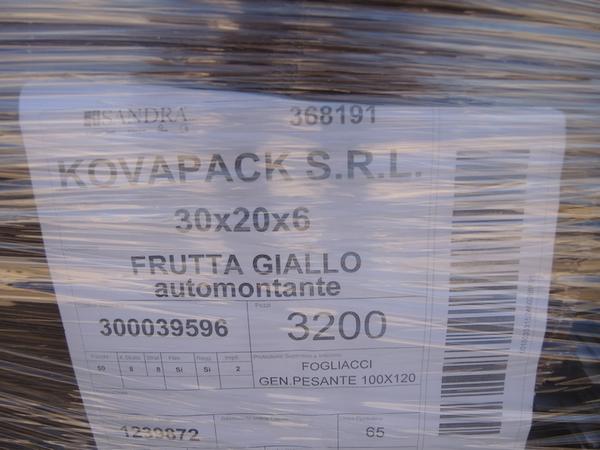 SANDRA
368191
KOVAPACK S.R.L.
30x20x6
FRUTTA GIALLO
automontante
Pezzi
300039596
3200
50 8 8 Si Si 2
FOGLIACCI
GEN.PESANTE 100X120
1239872
65